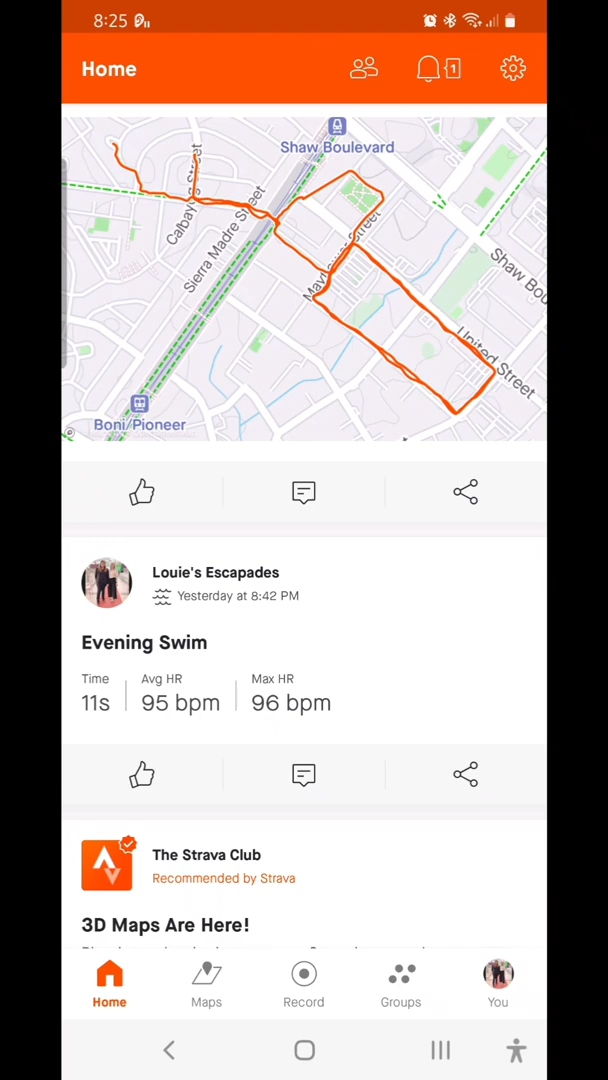 8:25
Home
1
Shaw Boulevard
Calbayog Street
Sierra Madre Street
Street
Shaw Bou
United Street
Boni/Pioneer
Louie's Escapades
Yesterday at 8:42 PM
Evening Swim
Time Avg HR Max HR
11s 95 bpm 96 bpm
The Strava Club
Recommended by Strava
3D Maps Are Here!
Home Maps Record Groups You